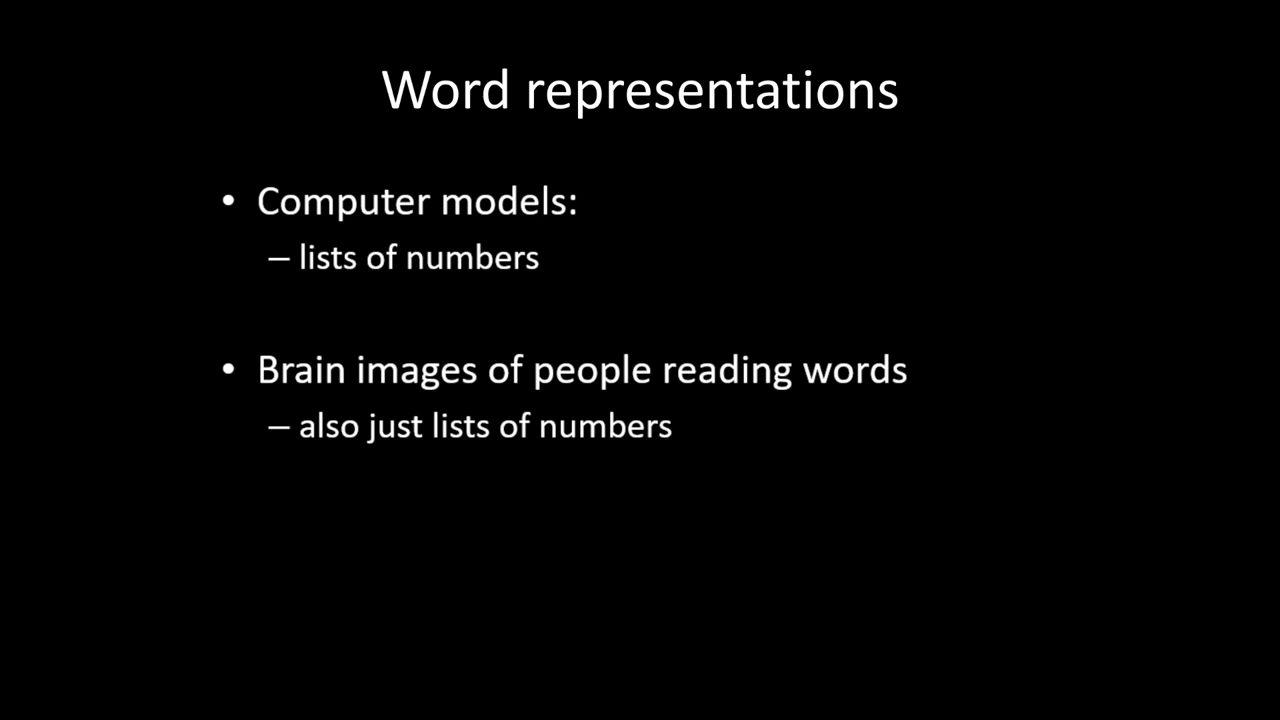 Word representations
• Computer models:
– lists of numbers
• Brain images of people reading words
– also just lists of numbers